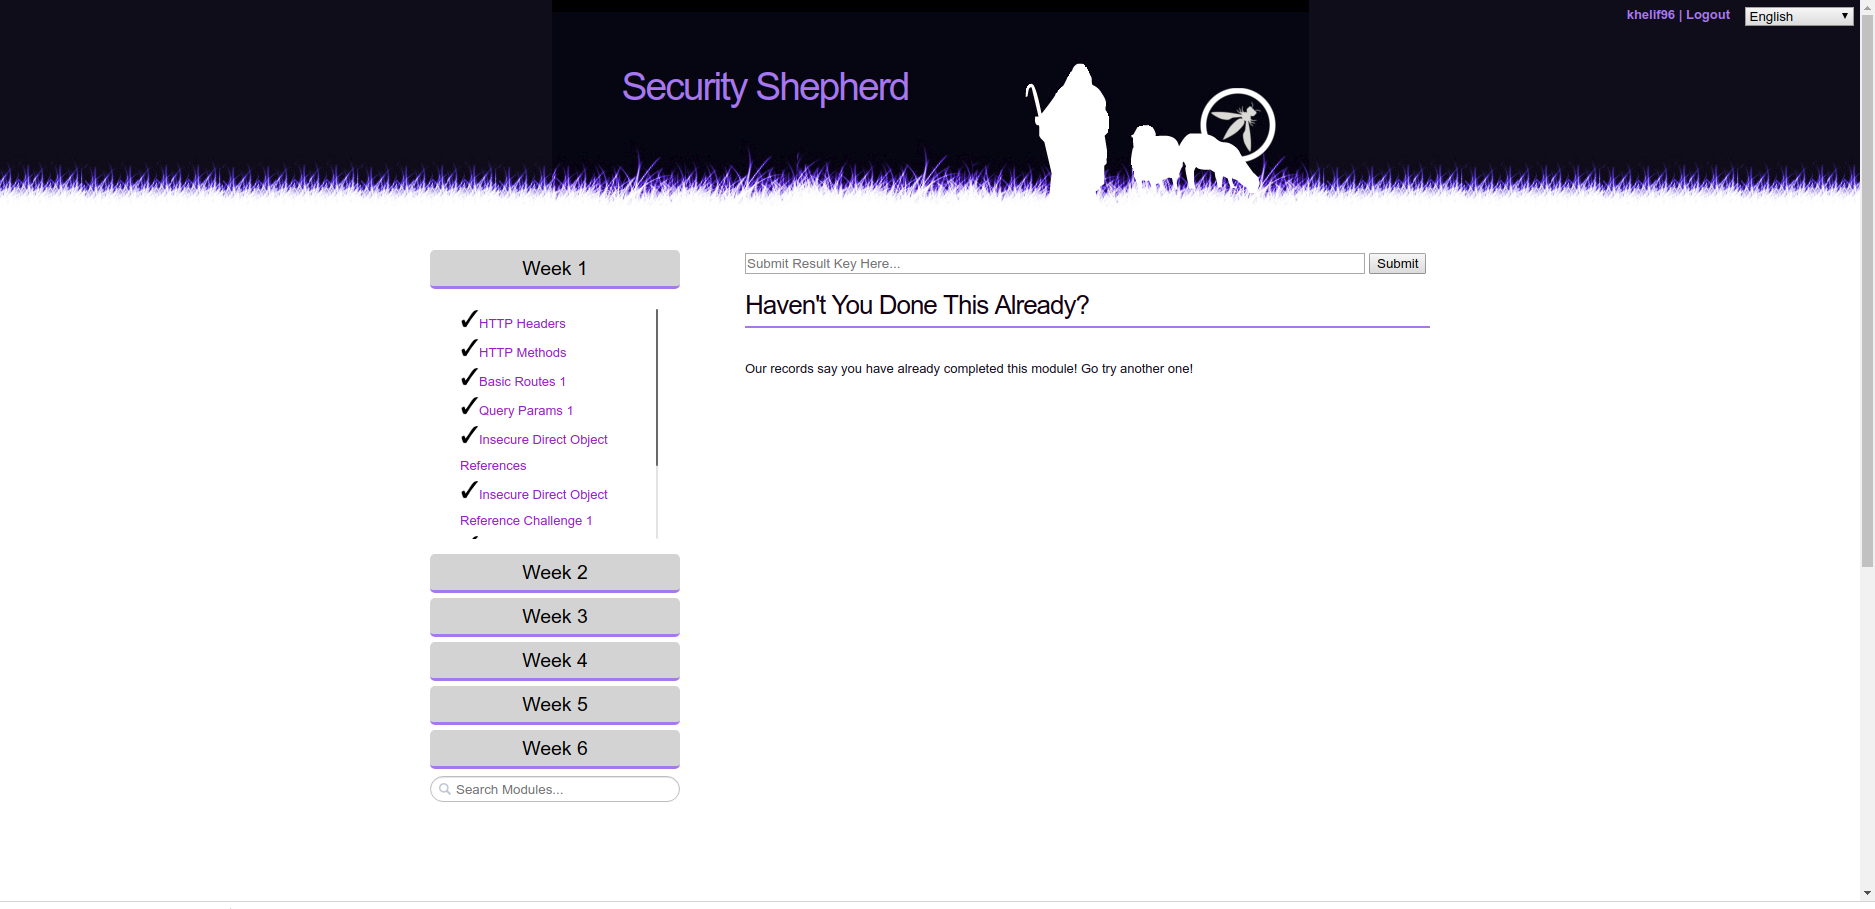 khelif96 | Logout
English
Security Shepherd
Week 1
HTTP Headers
HTTP Methods
Basic Routes 1
Query Params 1
Insecure Direct Object
References
Insecure Direct Object
Reference Challenge 1
Week 2
Week 3
Week 4
Week 5
Week 6
Search Modules...
Submit Result Key Here...
Submit
Haven't You Done This Already?
Our records say you have already completed this module! Go try another one!